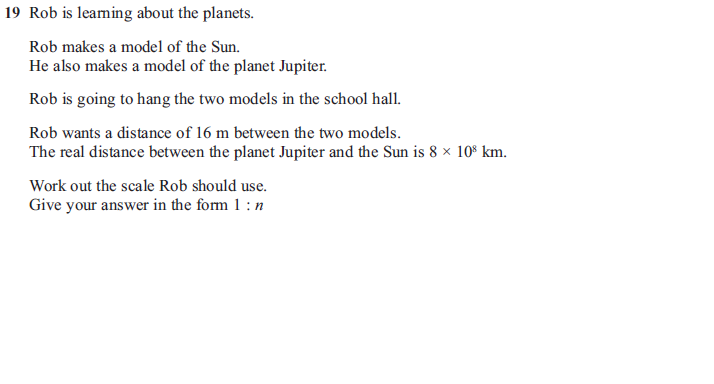 19 Rob is learning about the planets.
Rob makes a model of the Sun.
He also makes a model of the planet Jupiter.
Rob is going to hang the two models in the school hall.
Rob wants a distance of 16 m between the two models.
The real distance between the planet Jupiter and the Sun is 8 × 10⁸ km.
Work out the scale Rob should use.
Give your answer in the form 1 : n